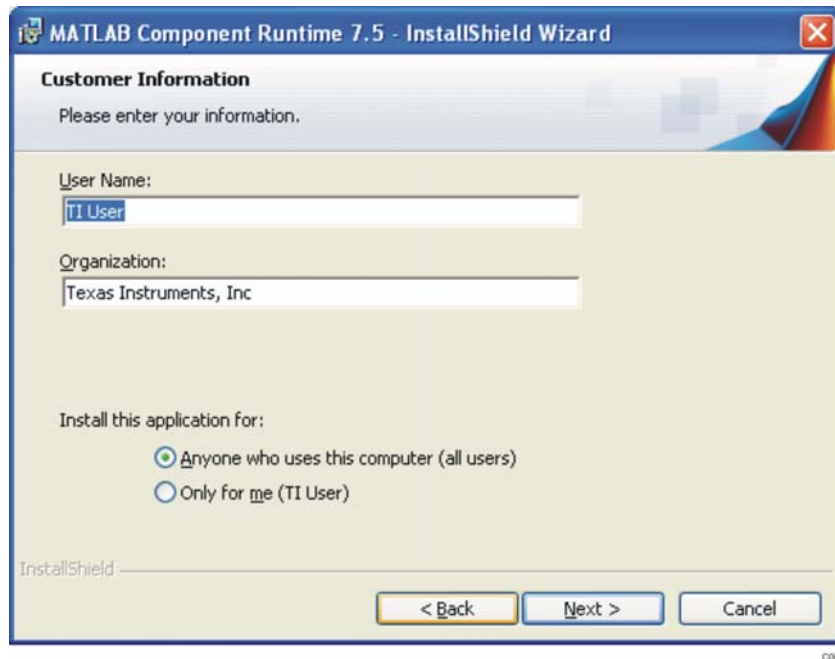 MATLAB Component Runtime 7.5 - InstallShield Wizard
Customer Information
Please enter your information.
User Name:
TI User
Organization:
Texas Instruments, Inc
Install this application for:
Anyone who uses this computer (all users)
Only for me (TI User)
InstallShield
< Back
Next >
Cancel